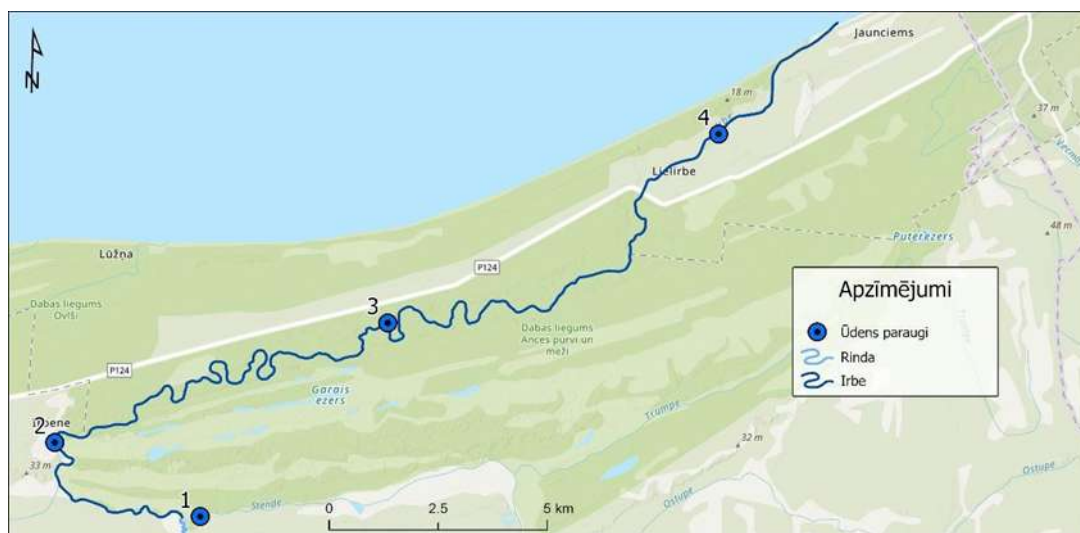 N
Jaunciems
18 m
4
37 m
Lielirbe
Lūžņa
P124
Puterezers
48 m
Dabas liegums
Ovīši
3
Dabas liegums
Ances purvi un
meži
P124
Garais
ezers
Strumpe
2
33 m
32 m
1
Stende
Ostupe
Ostupe
0
2.5
5 km
Apzīmējumi
Ūdens paraugi
Rinda
Irbe